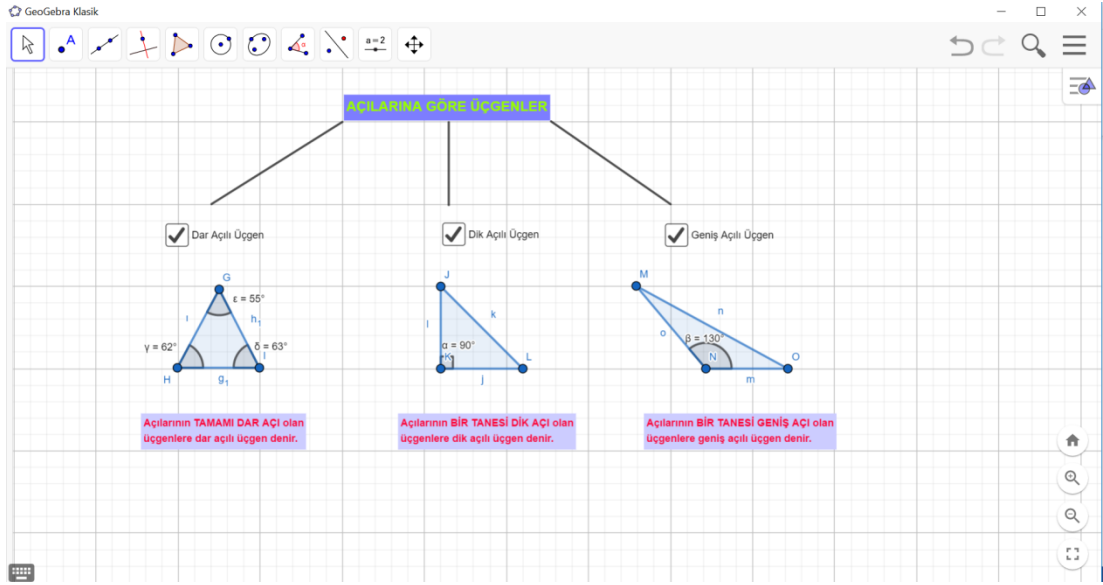 GeoGebra Klasik
A
α
a=2
AÇILARINA GÖRE ÜÇGENLER
Dar Açılı Üçgen
Dik Açılı Üçgen
Geniş Açılı Üçgen
G
ε = 55°
i
h₁
γ = 62°
δ = 63°
I
H
g₁
J
k
l
α = 90°
K
L
j
M
n
o
β = 130°
N
O
m
Açılarının TAMAMI DAR AÇI olan
üçgenlere dar açılı üçgen denir.
Açılarının BİR TANESİ DİK AÇI olan
üçgenlere dik açılı üçgen denir.
Açılarının BİR TANESİ GENİŞ AÇI olan
üçgenlere geniş açılı üçgen denir.